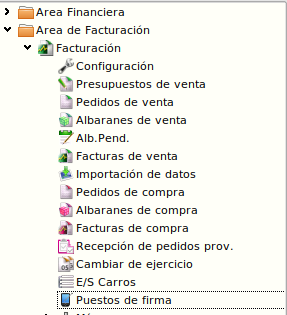 Area Financiera
Area de Facturación
Facturación
Configuración
Presupuestos de venta
Pedidos de venta
Albaranes de venta
Alb.Pend.
Facturas de venta
Importación de datos
Pedidos de compra
Albaranes de compra
Facturas de compra
Recepción de pedidos prov.
Cambiar de ejercicio
E/S Carros
Puestos de firma